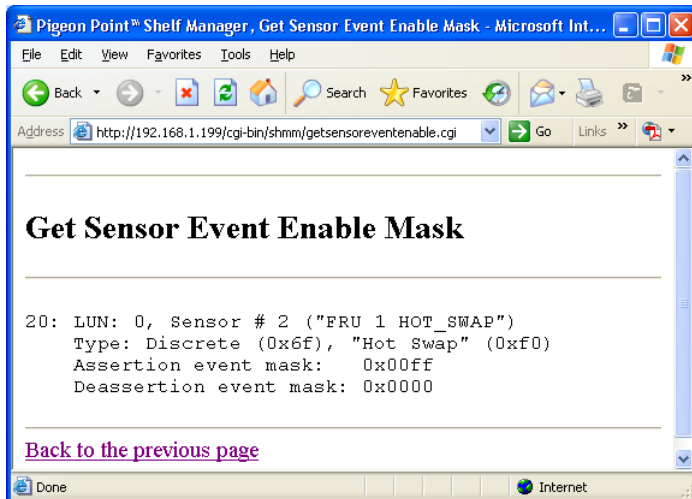 Pigeon Point™ Shelf Manager, Get Sensor Event Enable Mask - Microsoft Int...
File Edit View Favorites Tools Help
Back Search Favorites »
Address http://192.168.1.199/cgi-bin/shmm/getsensoreventenable.cgi Go Links »
Get Sensor Event Enable Mask
20: LUN: 0, Sensor # 2 ("FRU 1 HOT_SWAP")
Type: Discrete (0x6f), "Hot Swap" (0xf0)
Assertion event mask: 0x00ff
Deassertion event mask: 0x0000
Back to the previous page
Done Internet